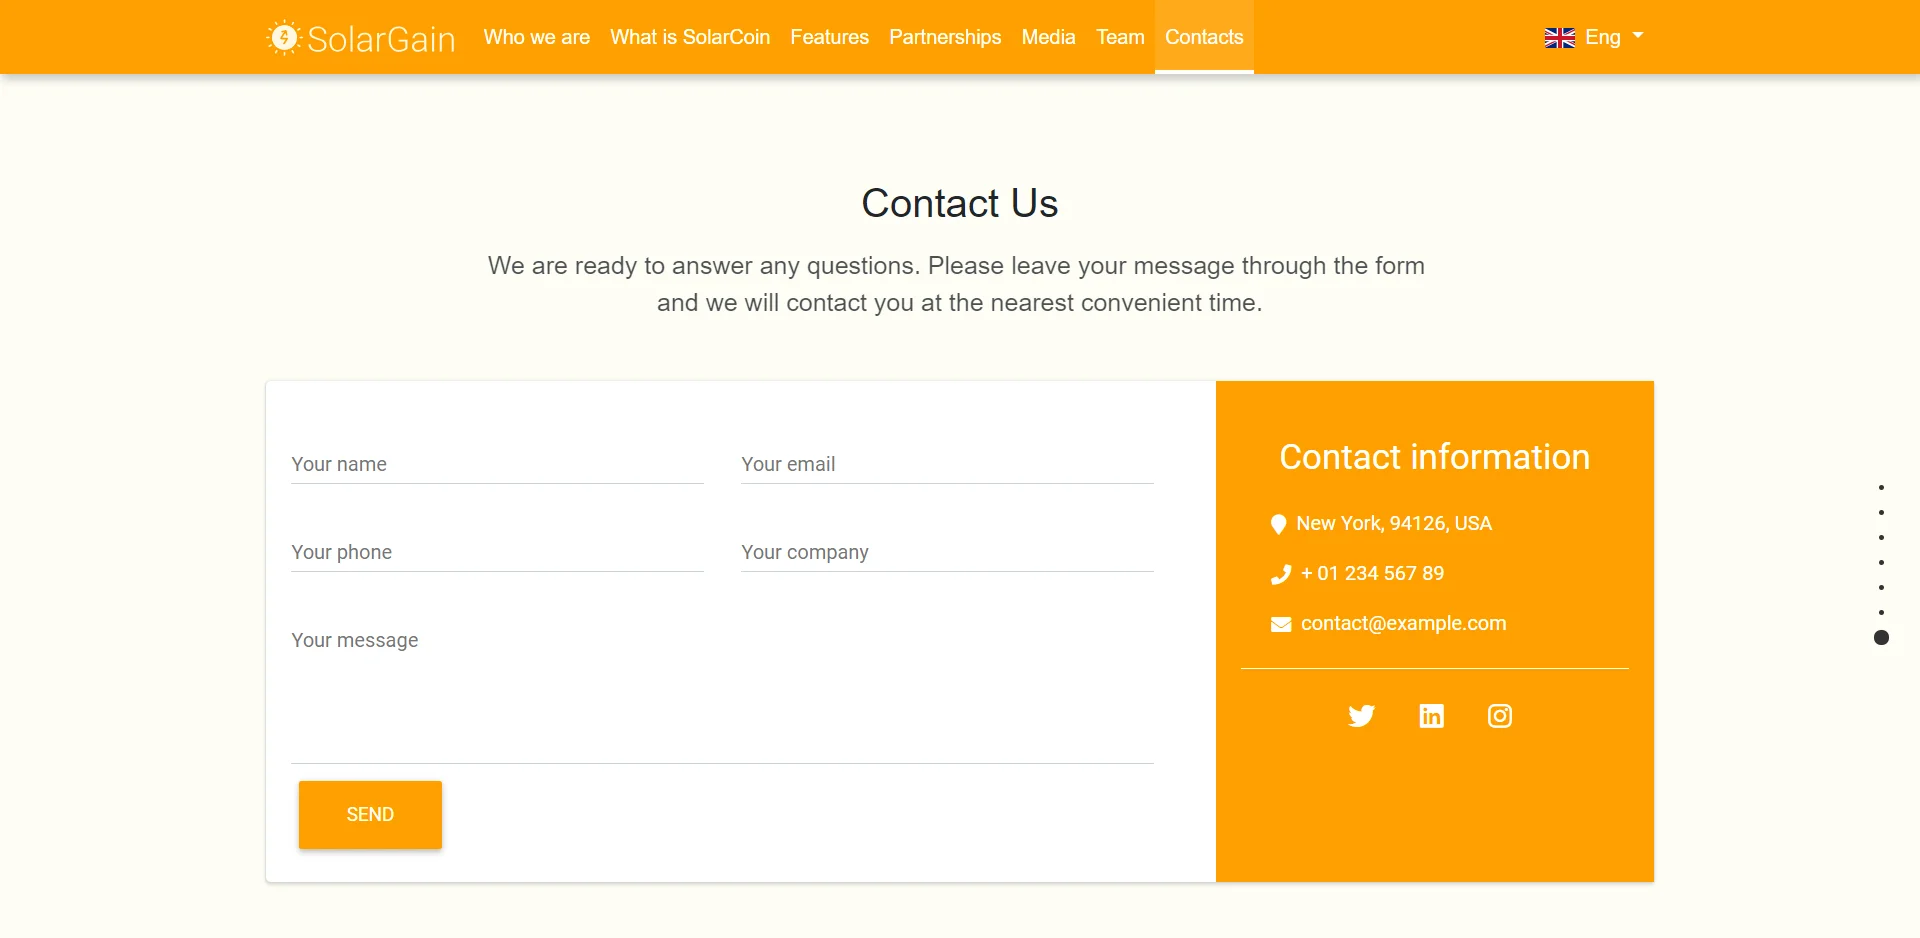 SolarGain
Who we are
What is SolarCoin
Features
Partnerships
Media
Team
Contacts
Eng
Contact Us
We are ready to answer any questions. Please leave your message through the form
and we will contact you at the nearest convenient time.
Your name
Your email
Your phone
Your company
Your message
SEND
Contact information
New York, 94126, USA
+ 01 234 567 89
contact@example.com